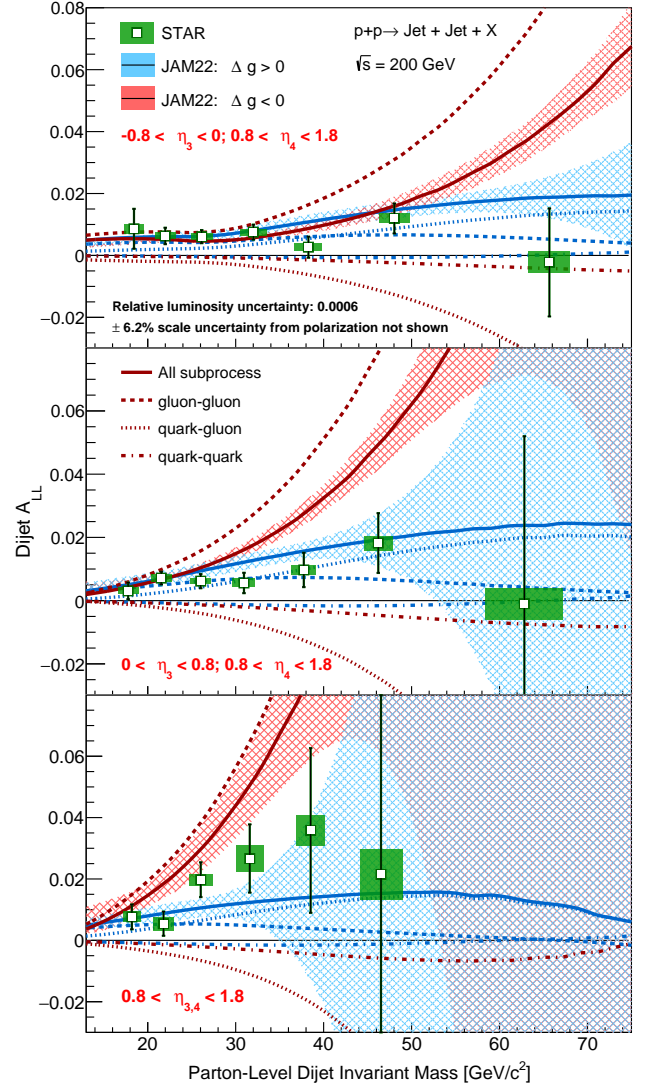 0.08
STAR
p+p→ Jet + Jet + X
JAM22: Δ g > 0
√s = 200 GeV
0.06
JAM22: Δ g < 0
-0.8 < η3 < 0; 0.8 < η4 < 1.8
0.04
0.02
0
Relative luminosity uncertainty: 0.0006
−0.02
± 6.2% scale uncertainty from polarization not shown
All subprocess
0.06
gluon-gluon
quark-gluon
0.04
quark-quark
Dijet ALL
0.02
0
−0.02
0 < η3 < 0.8; 0.8 < η4 < 1.8
0.06
0.04
0.02
0
0.8 < η3,4 < 1.8
−0.02
20 30 40 50 60 70
Parton-Level Dijet Invariant Mass [GeV/c²]